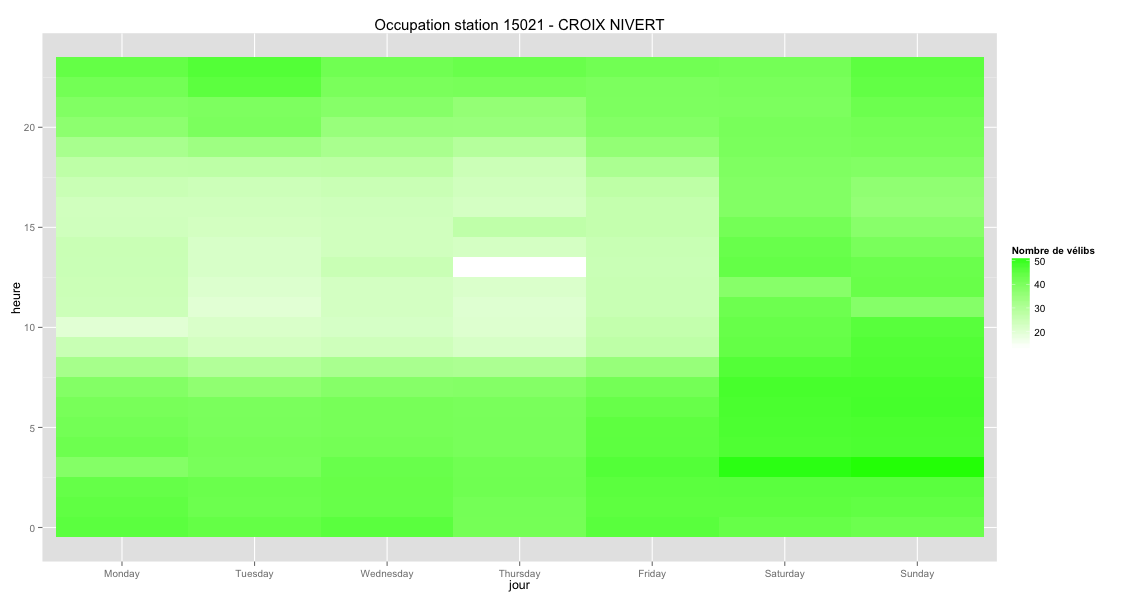 Occupation station 15021 - CROIX NIVERT
heure
20
15
10
5
0
Monday Tuesday Wednesday Thursday Friday Saturday Sunday
jour
Nombre de vélibs
50
40
30
20